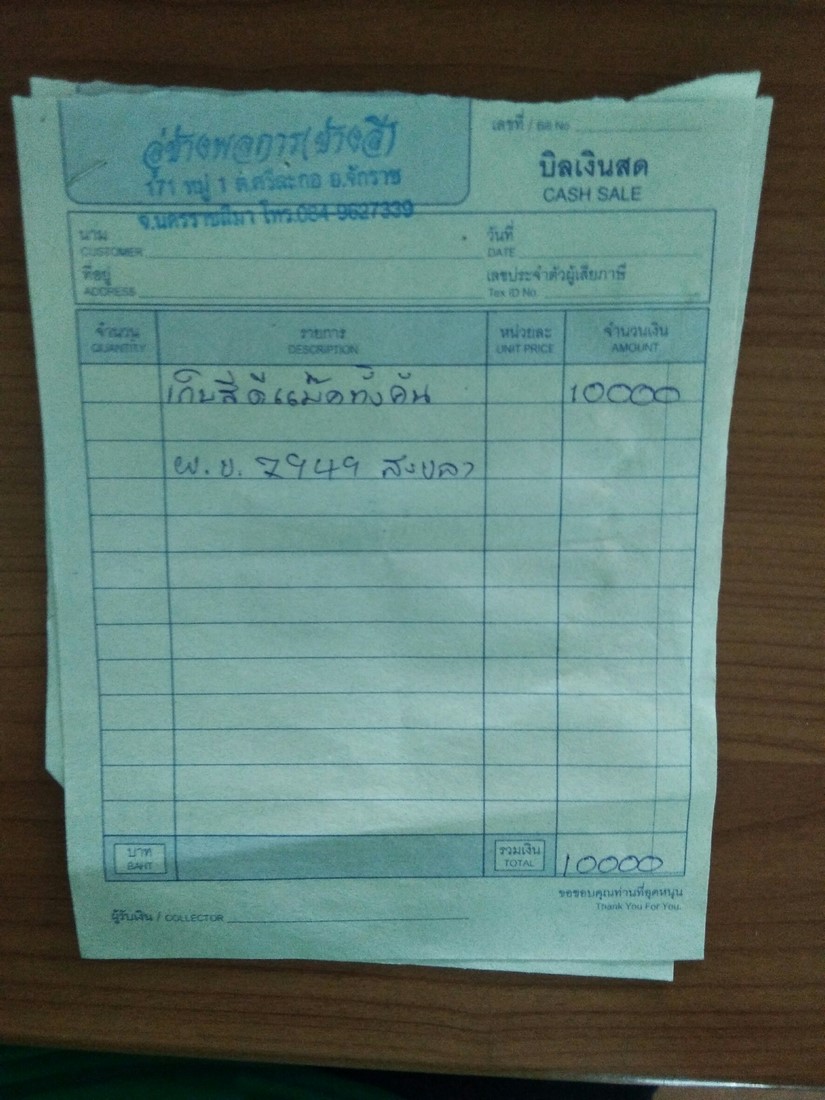 อู่ช่างพลการ(ช่างอี)
171 หมู่ 1 ต.ศรีละกอ อ.จักราช
จ.นครราชสีมา โทร.084-9627339
เลขที่ / Bill No
บิลเงินสด
CASH SALE
นาม
CUSTOMER
วันที่
DATE
ที่อยู่
ADDRESS
เลขประจำตัวผู้เสียภาษี
Tex ID No
จำนวน รายการ หน่วยละ จำนวนเงิน
QUANTITY DESCRIPTION UNIT PRICE AMOUNT
เก็บสีดีแม็คทั้งคัน 10000
ผ.ข. 7949 สงขลา
บาท
BAHT
รวมเงิน
TOTAL
10000
ขอขอบคุณท่านที่อุดหนุน
Thank You For You.
ผู้รับเงิน / COLLECTOR